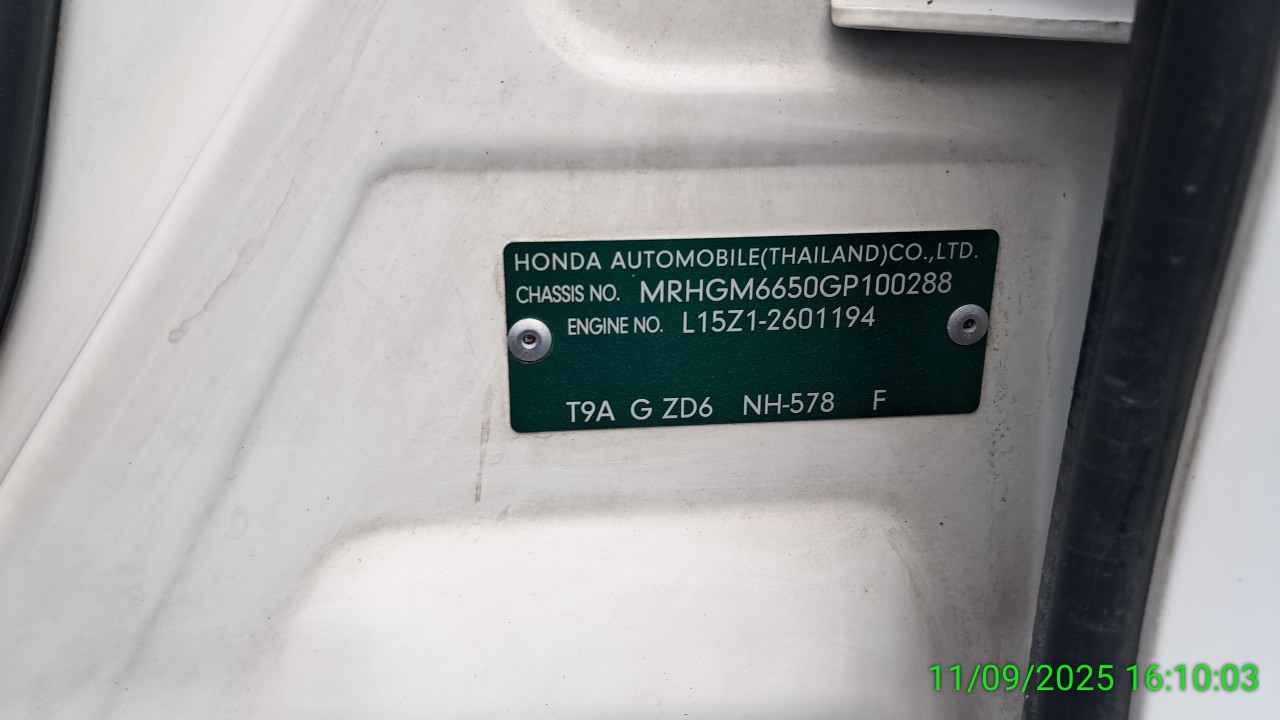 HONDA AUTOMOBILE(THAILAND)CO.,LTD.
CHASSIS NO. MRHGM6650GP100288
ENGINE NO. L15Z1-2601194
T9A G ZD6 NH-578 F
11/09/2025 16:10:03